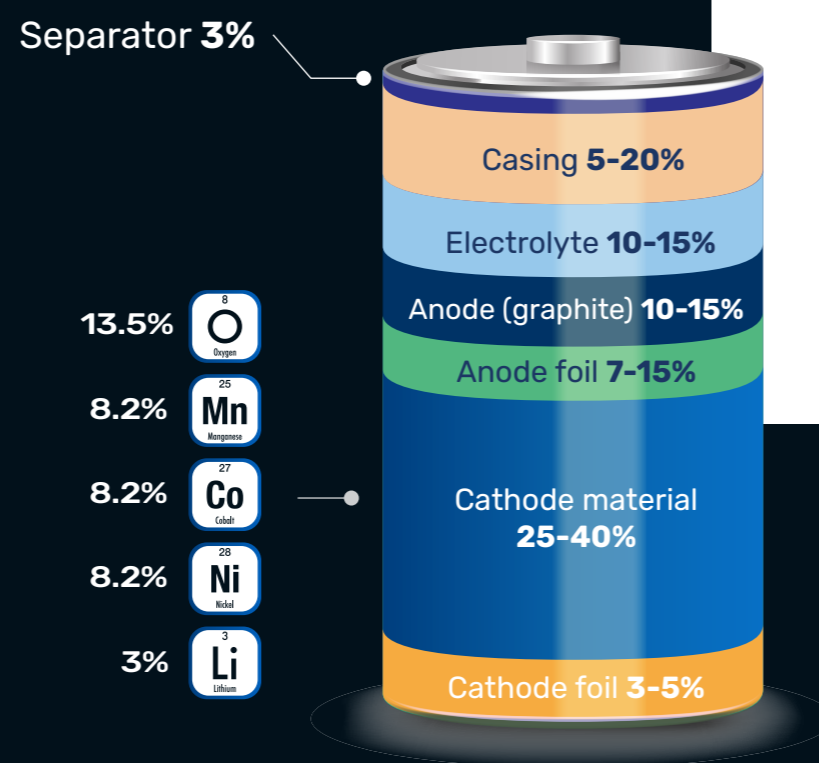 Separator 3%
Casing 5-20%
Electrolyte 10-15%
Anode (graphite) 10-15%
Anode foil 7-15%
Cathode material
25-40%
Cathode foil 3-5%
13.5%
8
O
Oxygen
8.2%
25
Mn
Manganese
8.2%
27
Co
Cobalt
8.2%
28
Ni
Nickel
3%
3
Li
Lithium